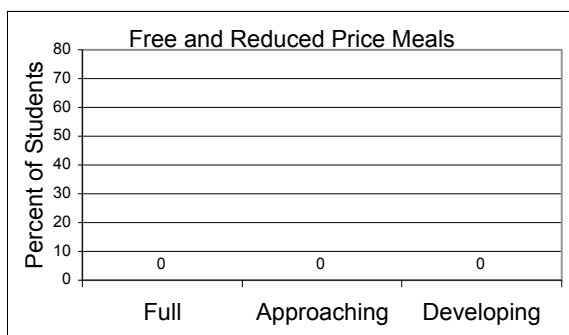 Free and Reduced Price Meals
Percent of Students
80
70
60
50
40
30
20
10
0
0 0 0
Full Approaching Developing